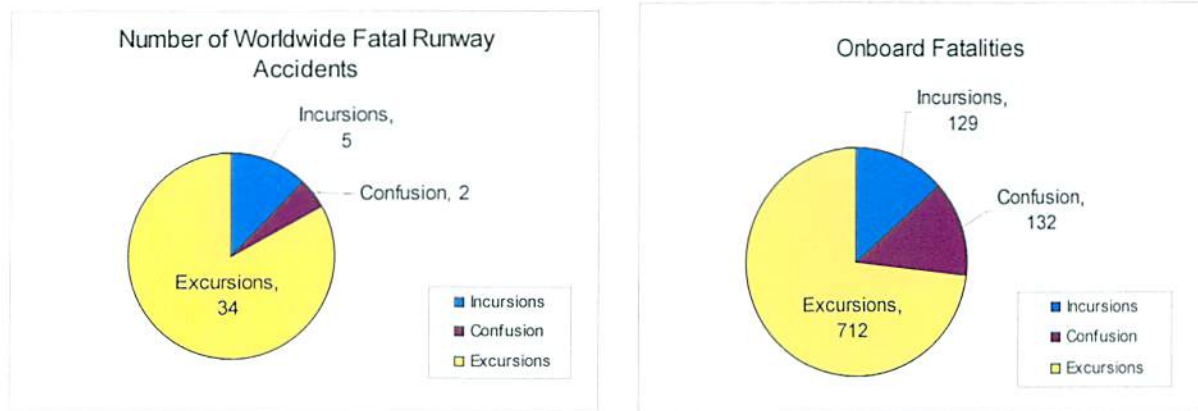 Number of Worldwide Fatal Runway
Accidents
Incursions,
5
Confusion, 2
Excursions,
34
Incursions
Confusion
Excursions
Onboard Fatalities
Incursions,
129
Confusion,
132
Excursions,
712
Incursions
Confusion
Excursions